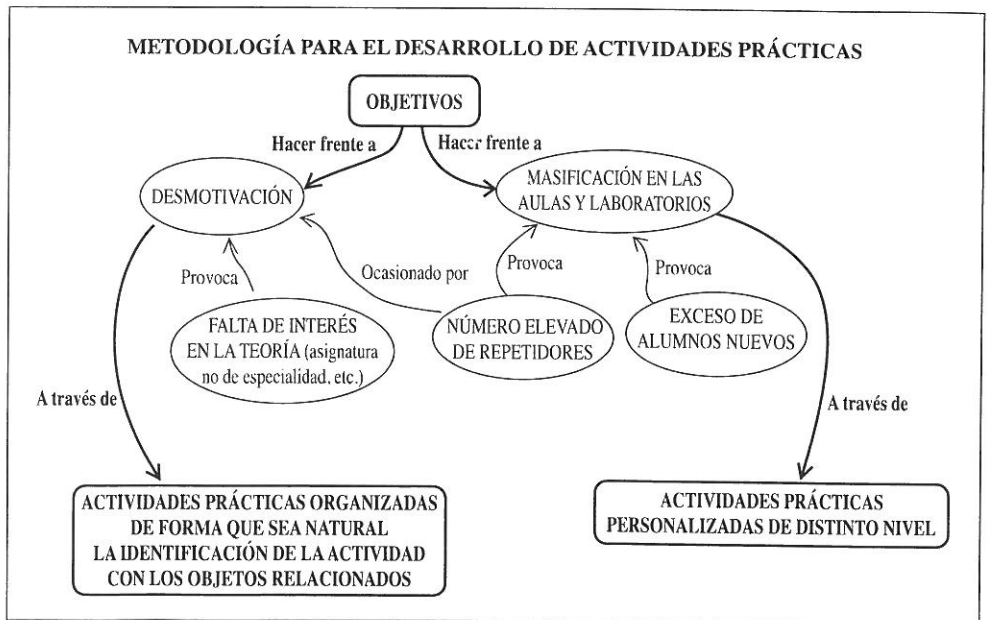 METODOLOGÍA PARA EL DESARROLLO DE ACTIVIDADES PRÁCTICAS
OBJETIVOS
Hacer frente a
Hacer frente a
DESMOTIVACIÓN
MASIFICACIÓN EN LAS
AULAS Y LABORATORIOS
Provoca
Ocasionado por
Provoca
Provoca
FALTA DE INTERÉS
EN LA TEORÍA (asignatura
no de especialidad, etc.)
NÚMERO ELEVADO
DE REPETIDORES
EXCESO DE
ALUMNOS NUEVOS
A través de
A través de
ACTIVIDADES PRÁCTICAS ORGANIZADAS
DE FORMA QUE SEA NATURAL
LA IDENTIFICACIÓN DE LA ACTIVIDAD
CON LOS OBJETOS RELACIONADOS
ACTIVIDADES PRÁCTICAS
PERSONALIZADAS DE DISTINTO NIVEL